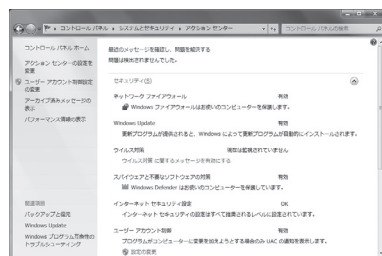 コントロール パネル ▸ システムとセキュリティ ▸ アクション センター
コントロール パネルの検索
コントロール パネル ホーム
アクション センターの設定を
変更
ユーザー アカウント制御設定
の変更
アーカイブ済みメッセージの
表示
パフォーマンス情報の表示
関連項目
バックアップと復元
Windows Update
Windows プログラム互換性の
トラブルシューティング
最近のメッセージを確認し、問題を解決する
問題は検出されませんでした。
セキュリティ(S)
ネットワーク ファイアウォール 有効
Windows ファイアウォールはお使いのコンピューターを保護します。
Windows Update 有効
更新プログラムが提供されると、Windows によって更新プログラムが自動的にインストールされます。
ウイルス対策 現在は監視されていません
ウイルス対策 に関するメッセージを有効にする
スパイウェアと不要なソフトウェアの対策 有効
Windows Defender はお使いのコンピューターを保護しています。
インターネット セキュリティ設定 OK
インターネット セキュリティの設定はすべて推奨されるレベルに設定されています。
ユーザー アカウント制御 有効
プログラムがコンピューターに変更を加えようとする場合のみ UAC の通知を表示します。
設定の変更